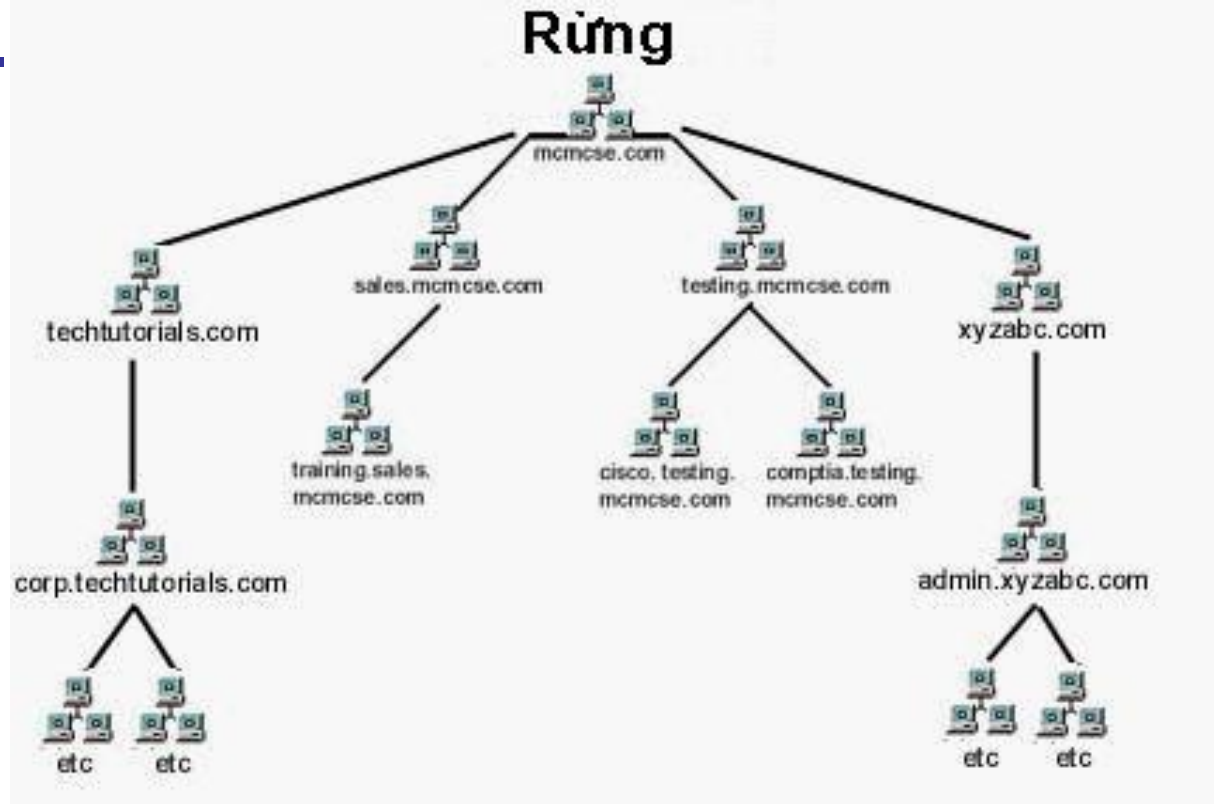 Rừng
mcmcse.com
sales.mcmcse.com
testing.mcmcse.com
techtutorials.com
xyzabc.com
training.sales.
mcmcse.com
cisco. testing.
mcmcse.com
comptia.testing.
mcmcse.com
corp.techtutorials.com
admin.xyzabc.com
etc
etc
etc
etc